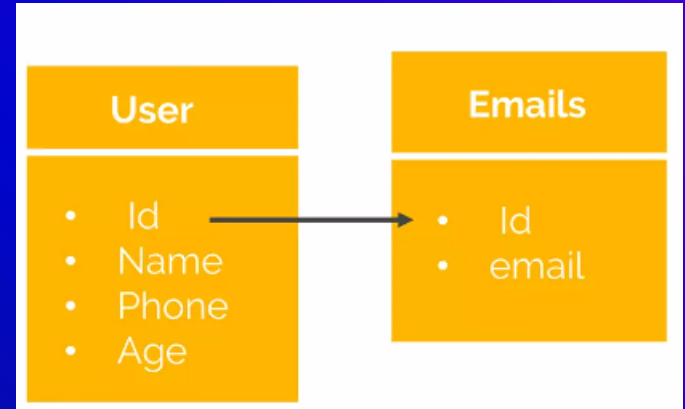 User
• Id
• Name
• Phone
• Age
Emails
• Id
• email